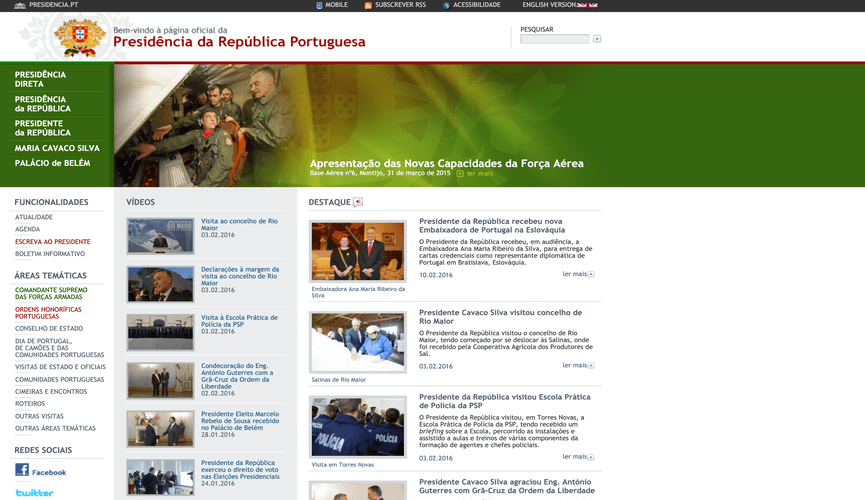 PRESIDENCIA.PT
MOBILE
SUBSCREVER RSS
ACESSIBILIDADE
ENGLISH VERSION
Bem-vindo à página oficial da
Presidência da República Portuguesa
PESQUISAR
PRESIDÊNCIA
DIRETA
PRESIDÊNCIA
da REPÚBLICA
PRESIDENTE
da REPÚBLICA
MARIA CAVACO SILVA
PALÁCIO de BELÉM
Apresentação das Novas Capacidades da Força Aérea
Base Aérea nº6, Montijo, 31 de março de 2015
ler mais
FUNCIONALIDADES
ATUALIDADE
AGENDA
ESCREVA AO PRESIDENTE
BOLETIM INFORMATIVO
ÁREAS TEMÁTICAS
COMANDANTE SUPREMO
DAS FORÇAS ARMADAS
ORDENS HONORÍFICAS
PORTUGUESAS
CONSELHO DE ESTADO
DIA DE PORTUGAL,
DE CAMÕES E DAS
COMUNIDADES PORTUGUESAS
VISITAS DE ESTADO E OFICIAIS
COMUNIDADES PORTUGUESAS
CIMEIRAS E ENCONTROS
ROTEIROS
OUTRAS VISITAS
OUTRAS ÁREAS TEMÁTICAS
REDES SOCIAIS
Facebook
twitter
VÍDEOS
RIO MAIOR
Visita ao concelho de Rio
Maior
03.02.2016
Declarações à margem da
visita ao concelho de Rio
Maior
03.02.2016
Visita à Escola Prática de
Polícia da PSP
03.02.2016
Condecoração do Eng.
António Guterres com a
Grã-Cruz da Ordem da
Liberdade
02.02.2016
Presidente Eleito Marcelo
Rebelo de Sousa recebido
no Palácio de Belém
28.01.2016
Presidente da República
exerceu o direito de voto
nas Eleições Presidenciais
24.01.2016
DESTAQUE
Embaixadora Ana Maria Ribeiro da
Silva
Presidente da República recebeu nova
Embaixadora de Portugal na Eslováquia
O Presidente da República recebeu, em audiência, a
Embaixadora Ana Maria Ribeiro da Silva, para entrega de
cartas credenciais como representante diplomática de
Portugal em Bratislava, Eslováquia.
10.02.2016
ler mais
Salinas de Rio Maior
Presidente Cavaco Silva visitou concelho de
Rio Maior
O Presidente da República visitou o concelho de Rio
Maior, tendo começado por se deslocar às Salinas, onde
foi recebido pela Cooperativa Agrícola dos Produtores de
Sal.
03.02.2016
ler mais
POLÍCIA
Visita em Torres Novas
Presidente da República visitou Escola Prática
de Polícia da PSP
O Presidente da República visitou, em Torres Novas, a
Escola Prática de Polícia da PSP, tendo recebido um
briefing sobre a Escola, percorrido as instalações e
assistido a aulas e treinos de várias componentes da
formação de agentes e chefes policiais.
03.02.2016
ler mais
Presidente Cavaco Silva agraciou Eng. António
Guterres com Grã-Cruz da Ordem da Liberdade